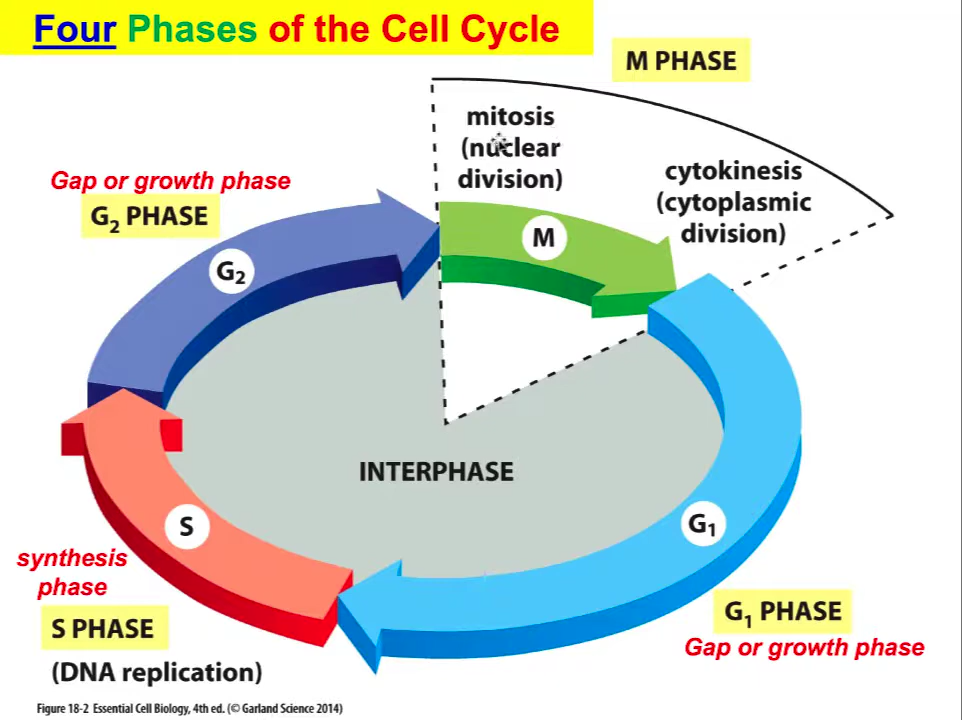 Four Phases of the Cell Cycle
M PHASE
mitosis
(nuclear
division)
cytokinesis
(cytoplasmic
division)
Gap or growth phase
G₂ PHASE
M
G₂
INTERPHASE
S
G₁
synthesis
phase
S PHASE
(DNA replication)
G₁ PHASE
Gap or growth phase
Figure 18-2 Essential Cell Biology, 4th ed. (© Garland Science 2014)